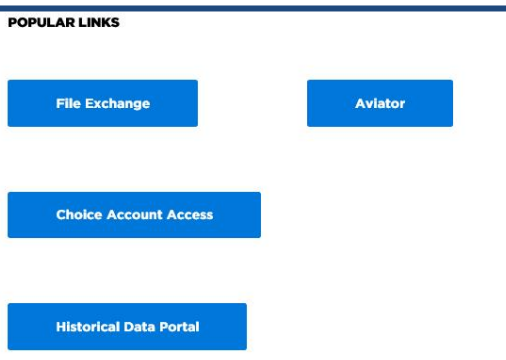 POPULAR LINKS
File Exchange
Aviator
Choice Account Access
Historical Data Portal